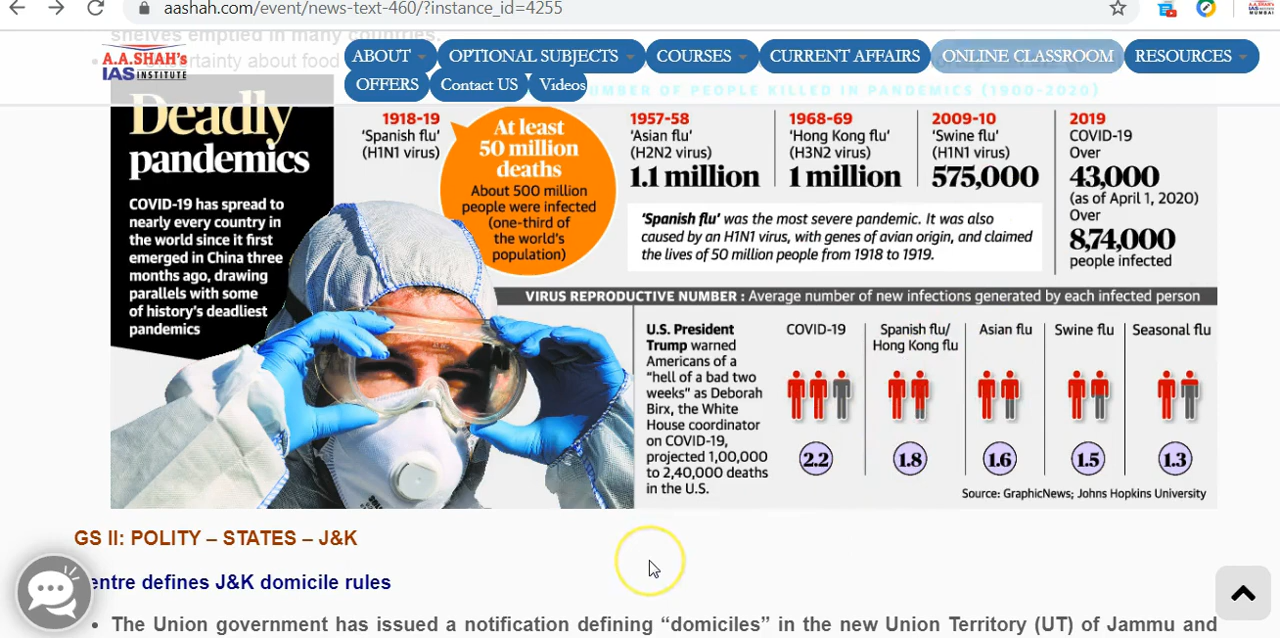 aashah.com/event/news-text-460/?instance_id=4255
shelves emptied in many countries.
A.A.SHAH's
IAS INSTITUTE
ABOUT
OPTIONAL SUBJECTS
COURSES
CURRENT AFFAIRS
ONLINE CLASSROOM
RESOURCES
OFFERS
Contact US
Videos
about food
NUMBER OF PEOPLE KILLED IN PANDEMICS (1900-2020)
Deadly
pandemics
COVID-19 has spread to
nearly every country in
the world since it first
emerged in China three
months ago, drawing
parallels with some
of history's deadliest
pandemics
1918-19
'Spanish flu'
(H1N1 virus)
At least
50 million
deaths
About 500 million
people were infected
(one-third of
the world's
population)
1957-58
'Asian flu'
(H2N2 virus)
1.1 million
1968-69
'Hong Kong flu'
(H3N2 virus)
1 million
2009-10
'Swine flu'
(H1N1 virus)
575,000
2019
COVID-19
Over
43,000
(as of April 1, 2020)
Over
8,74,000
people infected
'Spanish flu' was the most severe pandemic. It was also
caused by an H1N1 virus, with genes of avian origin, and claimed
the lives of 50 million people from 1918 to 1919.
VIRUS REPRODUCTIVE NUMBER : Average number of new infections generated by each infected person
U.S. President
Trump warned
Americans of a
"hell of a bad two
weeks" as Deborah
Birx, the White
House coordinator
on COVID-19,
projected 1,00,000
to 2,40,000 deaths
in the U.S.
COVID-19
2.2
Spanish flu/
Hong Kong flu
1.8
Asian flu
1.6
Swine flu
1.5
Seasonal flu
1.3
Source: GraphicNews; Johns Hopkins University
GS II: POLITY – STATES – J&K
entre defines J&K domicile rules
• The Union government has issued a notification defining “domiciles” in the new Union Territory (UT) of Jammu and